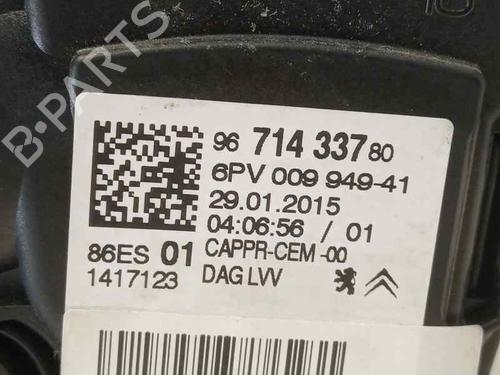 96 714 337 80
6PV 009 949-41
29.01.2015
04:06:56 / 01
86ES 01 CAPPR-CEM -00
1417123 DAG LVV
B-PARTS